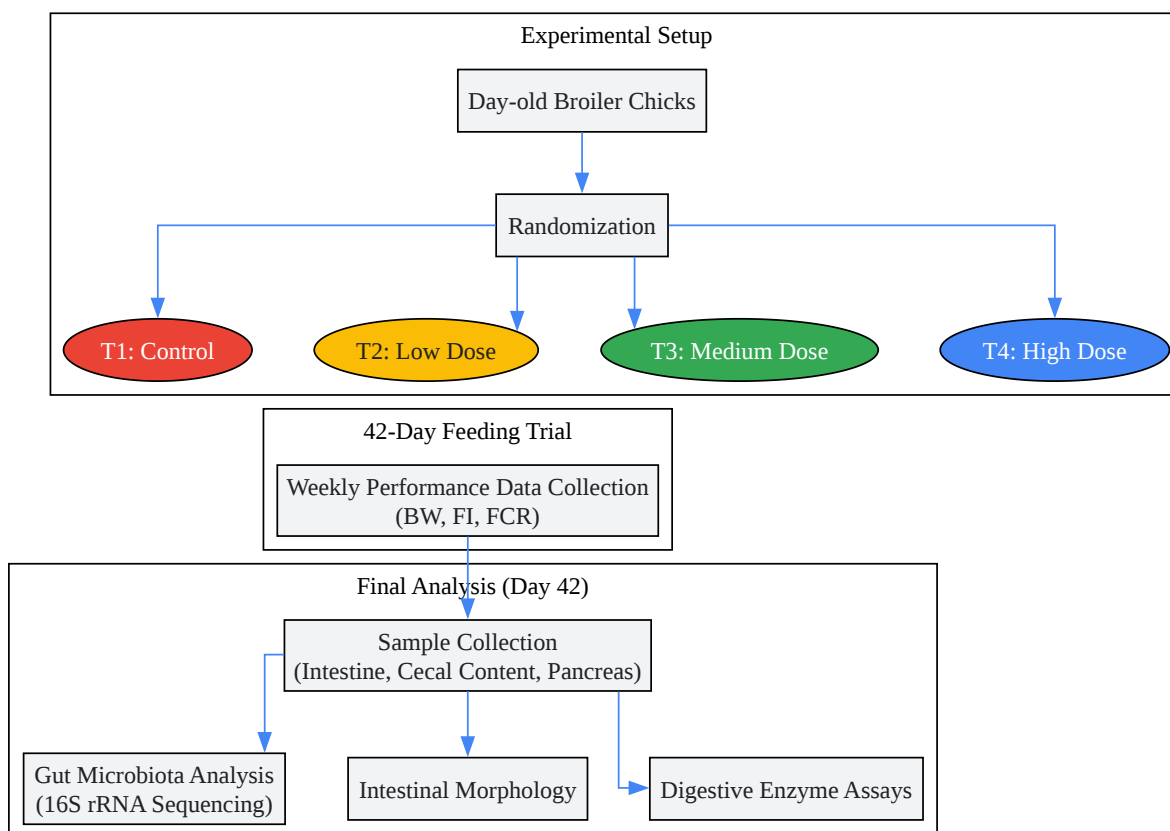 Experimental Setup
Day-old Broiler Chicks
Randomization
T1: Control
T2: Low Dose
T3: Medium Dose
T4: High Dose
42-Day Feeding Trial
Weekly Performance Data Collection
(BW, FI, FCR)
Final Analysis (Day 42)
Sample Collection
(Intestine, Cecal Content, Pancreas)
Gut Microbiota Analysis
(16S rRNA Sequencing)
Intestinal Morphology
Digestive Enzyme Assays